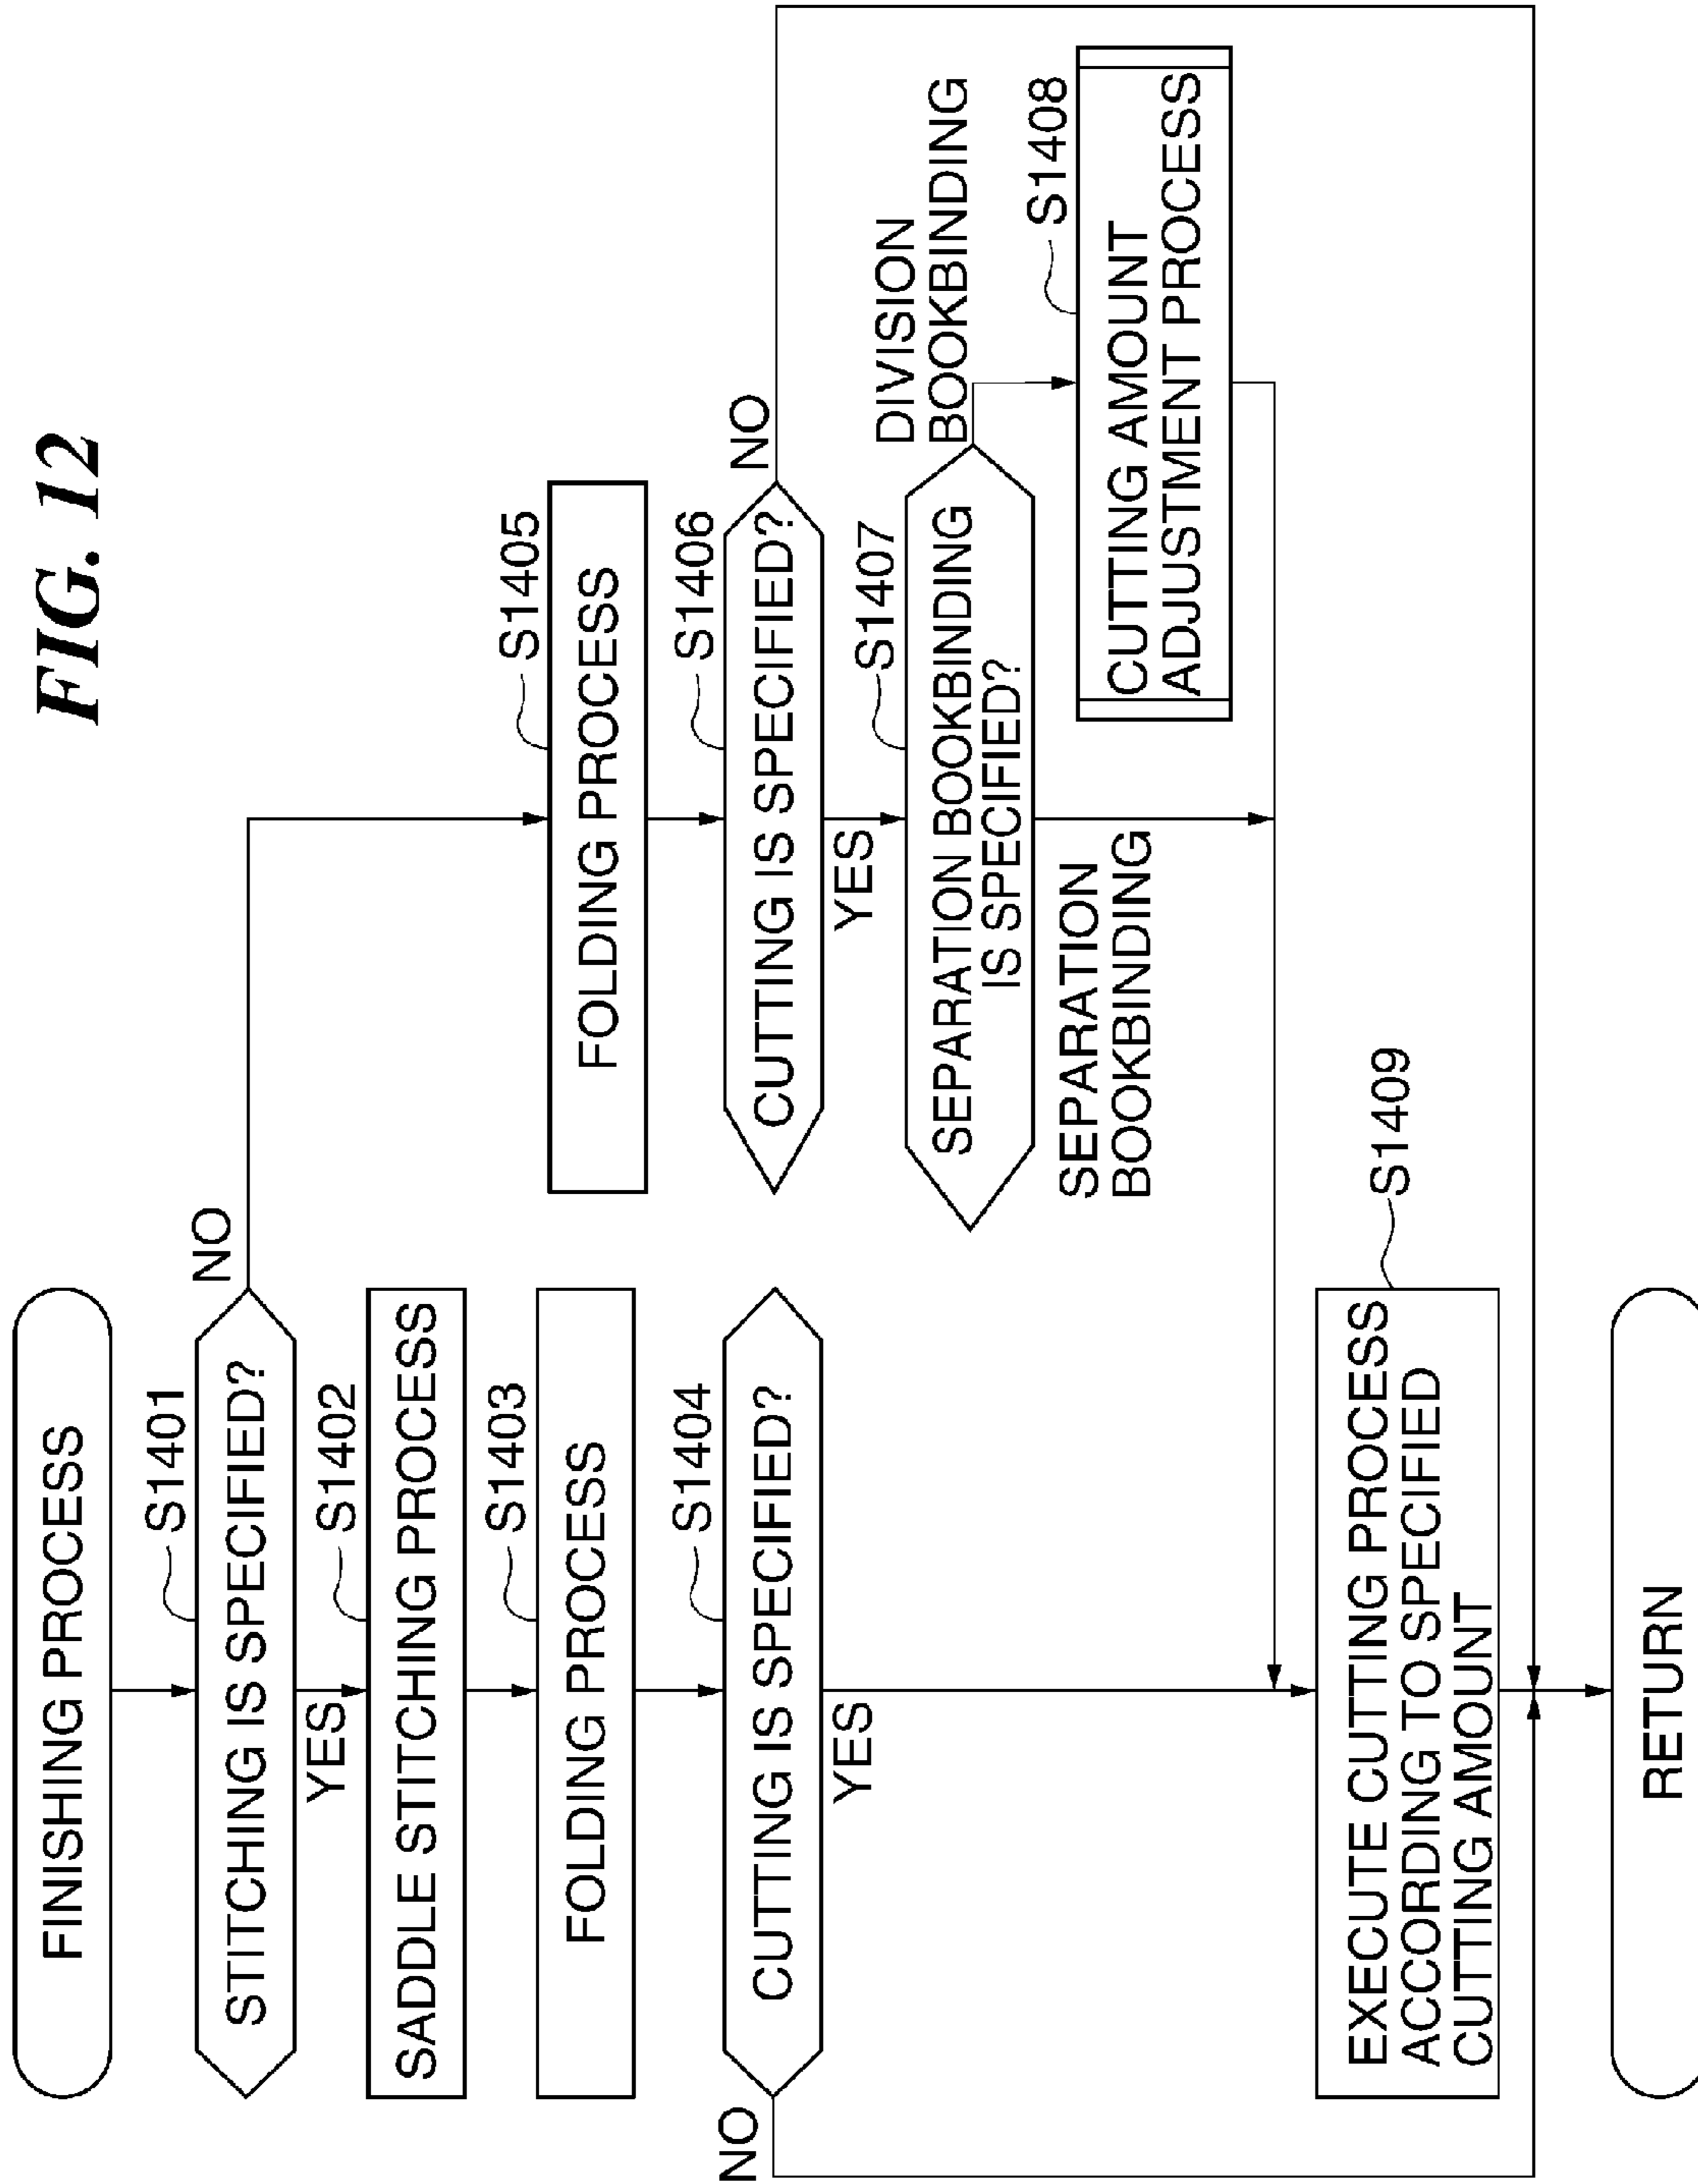 FIG. 12
FINISHING PROCESS
S1401
STITCHING IS SPECIFIED?
NO
YES
S1402
SADDLE STITCHING PROCESS
S1403
FOLDING PROCESS
S1404
CUTTING IS SPECIFIED?
NO
YES
S1405
FOLDING PROCESS
S1406
CUTTING IS SPECIFIED?
NO
YES
S1407
SEPARATION BOOKBINDING
IS SPECIFIED?
DIVISION
BOOKBINDING
SEPARATION
BOOKBINDING
S1408
CUTTING AMOUNT
ADJUSTMENT PROCESS
S1409
EXECUTE CUTTING PROCESS
ACCORDING TO SPECIFIED
CUTTING AMOUNT
RETURN